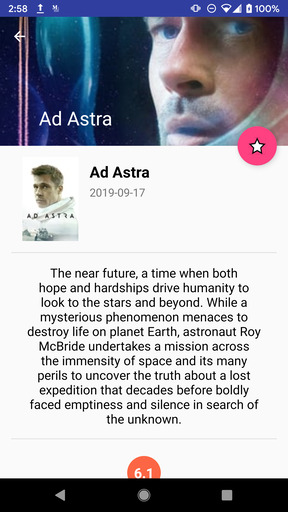 2:58
100%
Ad Astra
Ad Astra
2019-09-17
AD ASTRA
The near future, a time when both
hope and hardships drive humanity to
look to the stars and beyond. While a
mysterious phenomenon menaces to
destroy life on planet Earth, astronaut Roy
McBride undertakes a mission across
the immensity of space and its many
perils to uncover the truth about a lost
expedition that decades before boldly
faced emptiness and silence in search of
the unknown.
6.1